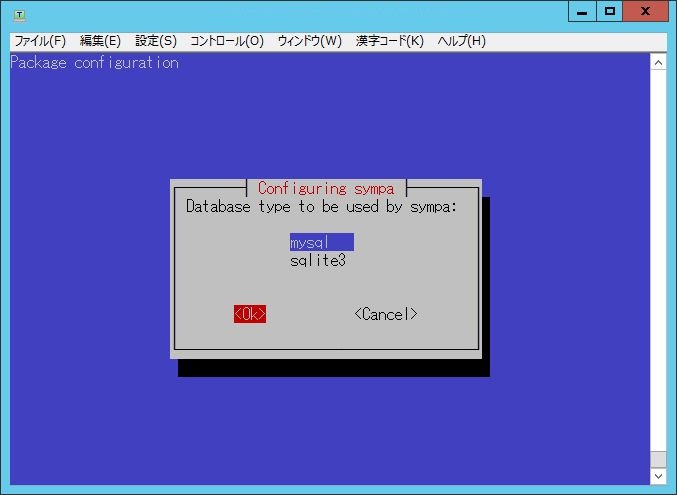 ファイル(F) 編集(E) 設定(S) コントロール(O) ウィンドウ(W) 漢字コード(K) ヘルプ(H)
Package configuration
Configuring sympa
Database type to be used by sympa:
mysql
sqlite3
<Ok> <Cancel>